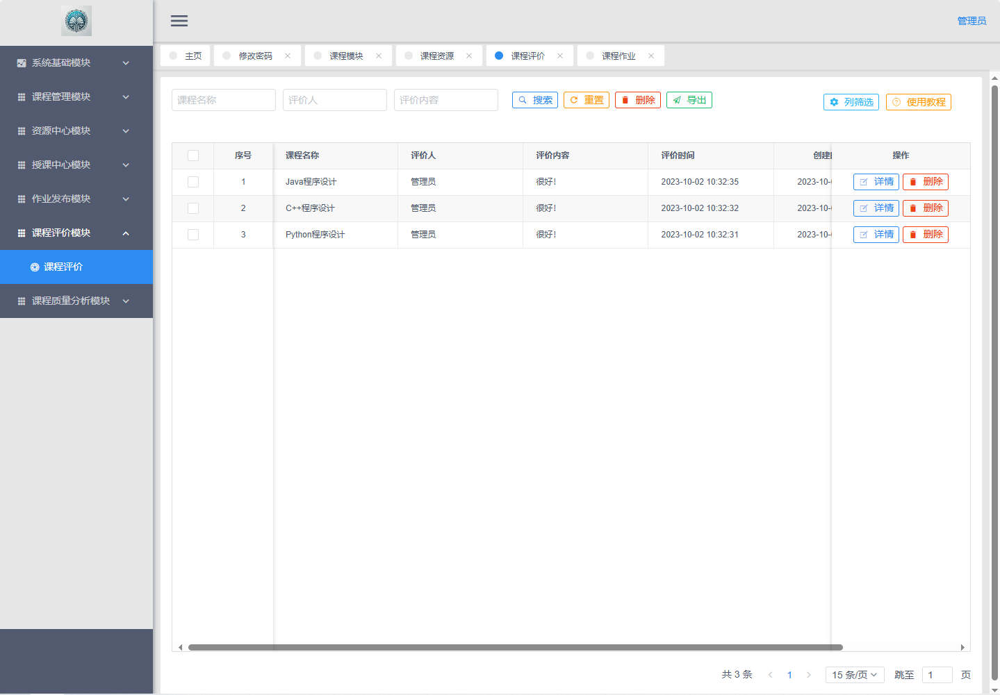 管理员
系统基础模块
课程管理模块
资源中心模块
授课中心模块
作业发布模块
课程评价模块
课程评价
课程质量分析模块
主页 修改密码 课程模块 课程资源 课程评价 课程作业
课程名称 评价人 评价内容 搜索 重置 删除 导出 列筛选 使用教程
序号 课程名称 评价人 评价内容 评价时间 创建 操作
1 Java程序设计 管理员 很好! 2023-10-02 10:32:35 2023-10- 详情 删除
2 C++程序设计 管理员 很好! 2023-10-02 10:32:32 2023-10- 详情 删除
3 Python程序设计 管理员 很好! 2023-10-02 10:32:31 2023-10- 详情 删除
共 3 条 1 15 条/页 跳至 1 页